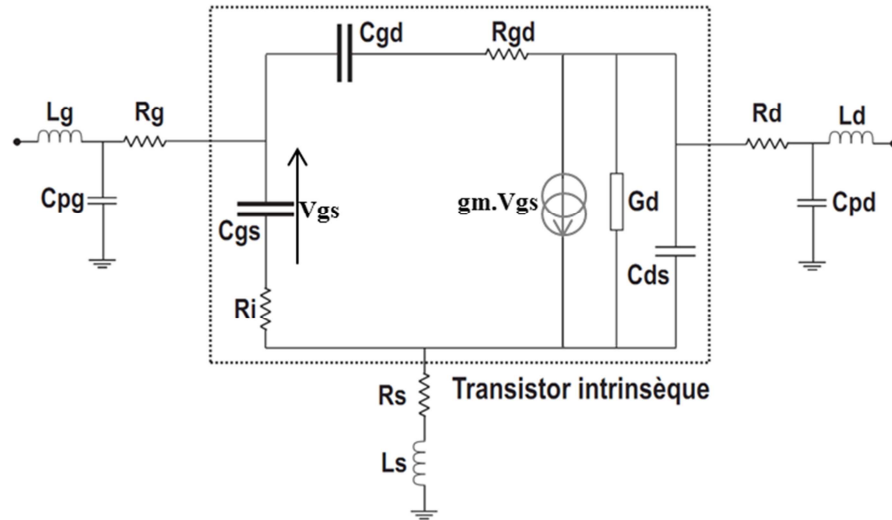 Cgd
Rgd
Lg
Rg
Rd
Ld
Cpg
Vgs
gm.Vgs
Gd
Cpd
Cgs
Cds
Ri
Rs
Transistor intrinsèque
Ls